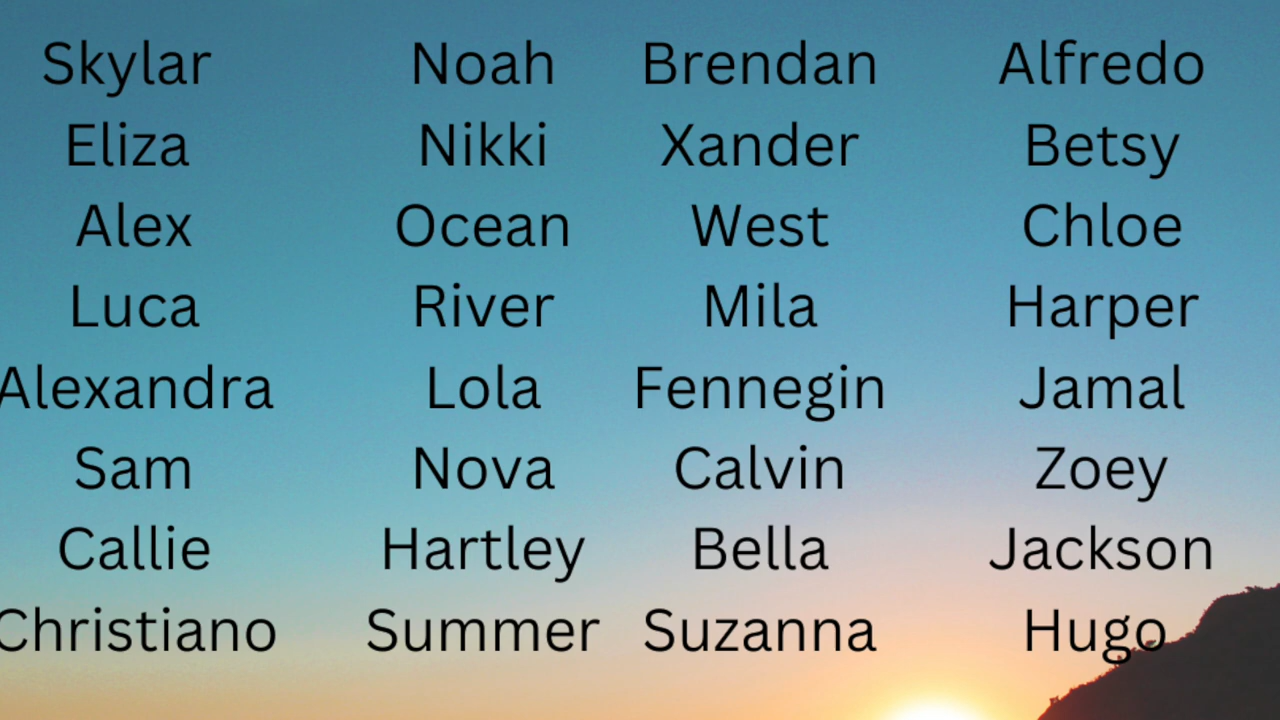 Skylar Noah Brendan Alfredo
Eliza Nikki Xander Betsy
Alex Ocean West Chloe
Luca River Mila Harper
Alexandra Lola Fennegin Jamal
Sam Nova Calvin Zoey
Callie Hartley Bella Jackson
Christiano Summer Suzanna Hugo